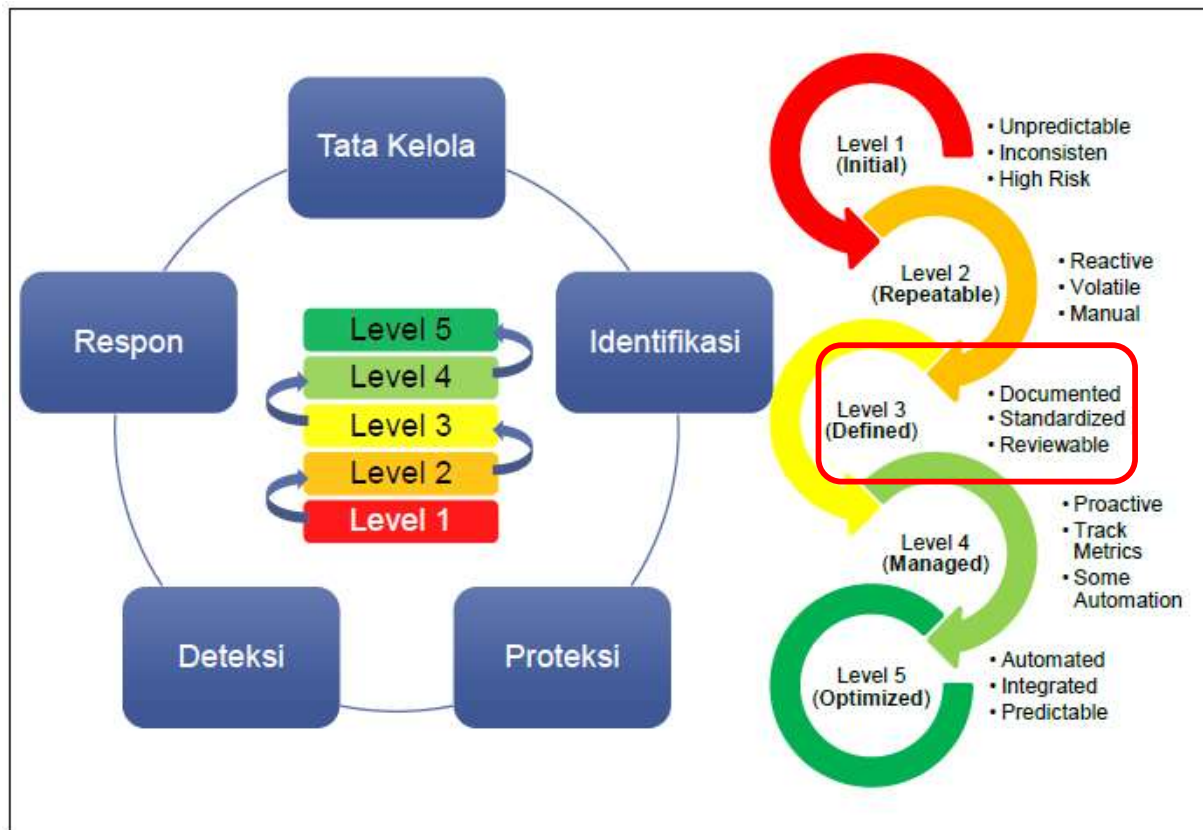 Tata Kelola
Respon
Identifikasi
Deteksi
Proteksi
Level 5
Level 4
Level 3
Level 2
Level 1
Level 1
(Initial)
• Unpredictable
• Inconsisten
• High Risk
Level 2
(Repeatable)
• Reactive
• Volatile
• Manual
Level 3
(Defined)
• Documented
• Standardized
• Reviewable
Level 4
(Managed)
• Proactive
• Track
Metrics
• Some
Automation
Level 5
(Optimized)
• Automated
• Integrated
• Predictable